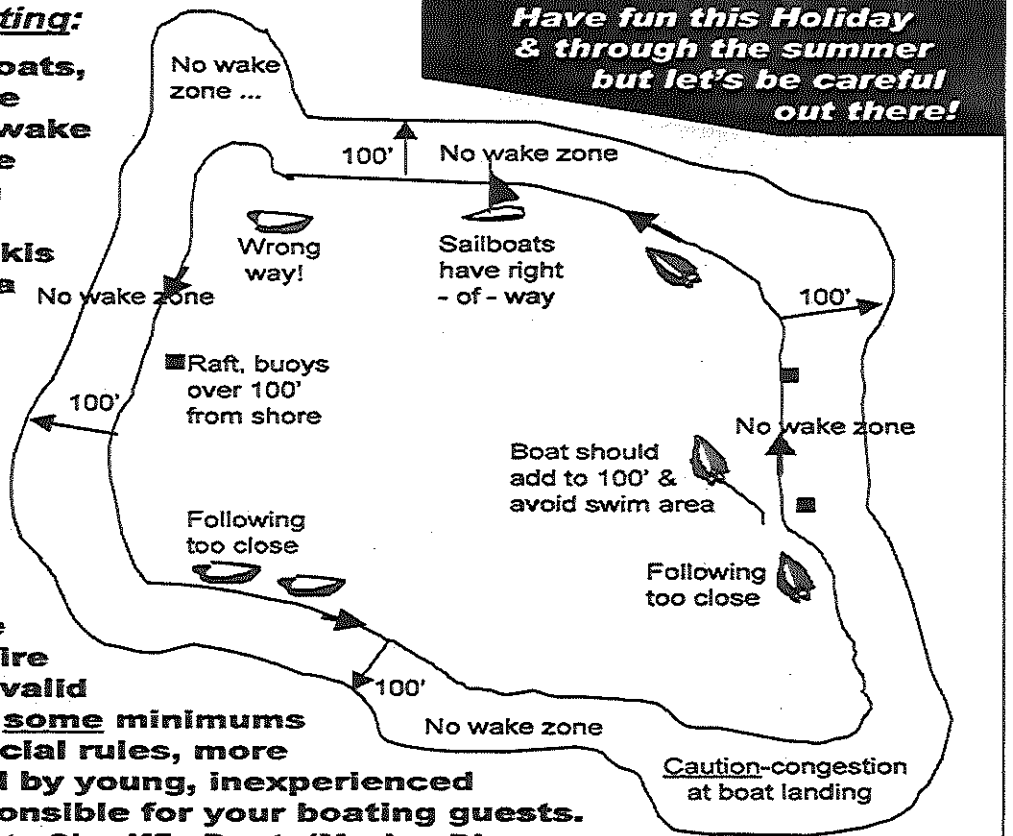 ting:
oats,
e
wake
e
kis
a
Have fun this Holiday
& through the summer
but let's be careful
out there!
No wake
zone ...
100'
No wake zone
Wrong
way!
Sailboats
have right
- of - way
No wake zone
100'
Raft, buoys
over 100'
from shore
100'
No wake zone
Boat should
add to 100' &
avoid swim area
Following
too close
Following
too close
100'
No wake zone
Caution-congestion
at boat landing
e
ire
valid
some minimums
cial rules, more
d by young, inexperienced
onsible for your boating guests.